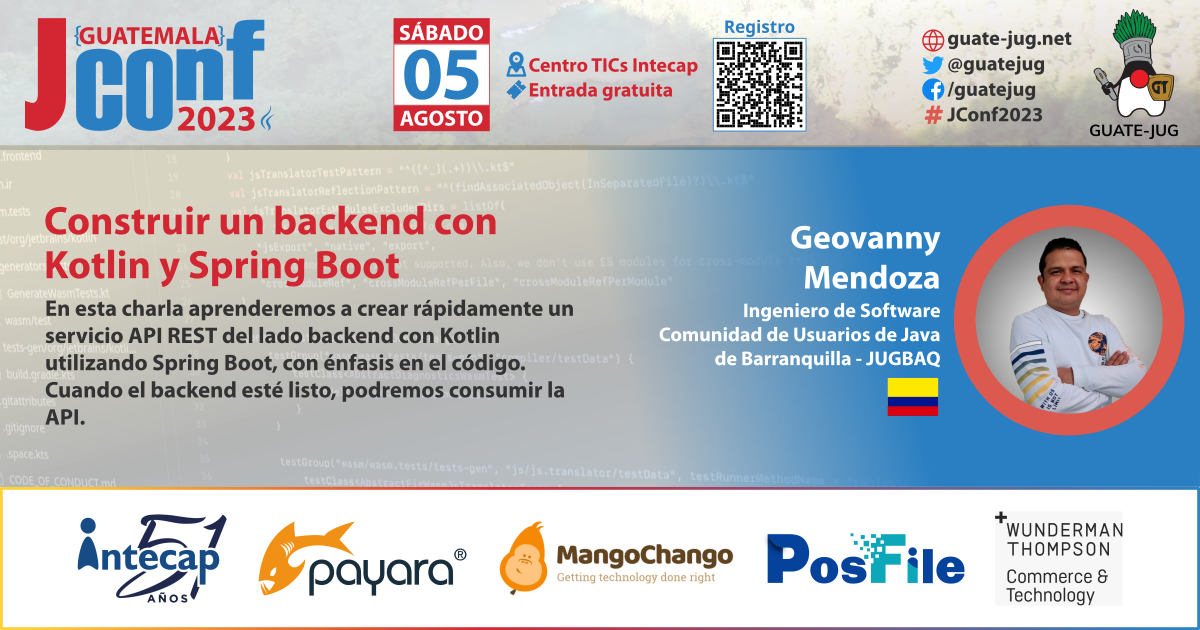 {GUATEMALA}
JConf
2023
SÁBADO
05
AGOSTO
Centro TICs Intecap
Entrada gratuita
Registro
guate-jug.net
@guatejug
/guatejug
# JConf2023
GT
GUATE-JUG
Construir un backend con
Kotlin y Spring Boot
En esta charla aprenderemos a crear rápidamente un
servicio API REST del lado backend con Kotlin
utilizando Spring Boot, con énfasis en el código.
Cuando el backend esté listo, podremos consumir la
API.
Geovanny
Mendoza
Ingeniero de Software
Comunidad de Usuarios de Java
de Barranquilla - JUGBAQ
intecap 51
AÑOS
payara®
MangoChango
Getting technology done right
PosFile
WUNDERMAN
THOMPSON
Commerce &
Technology